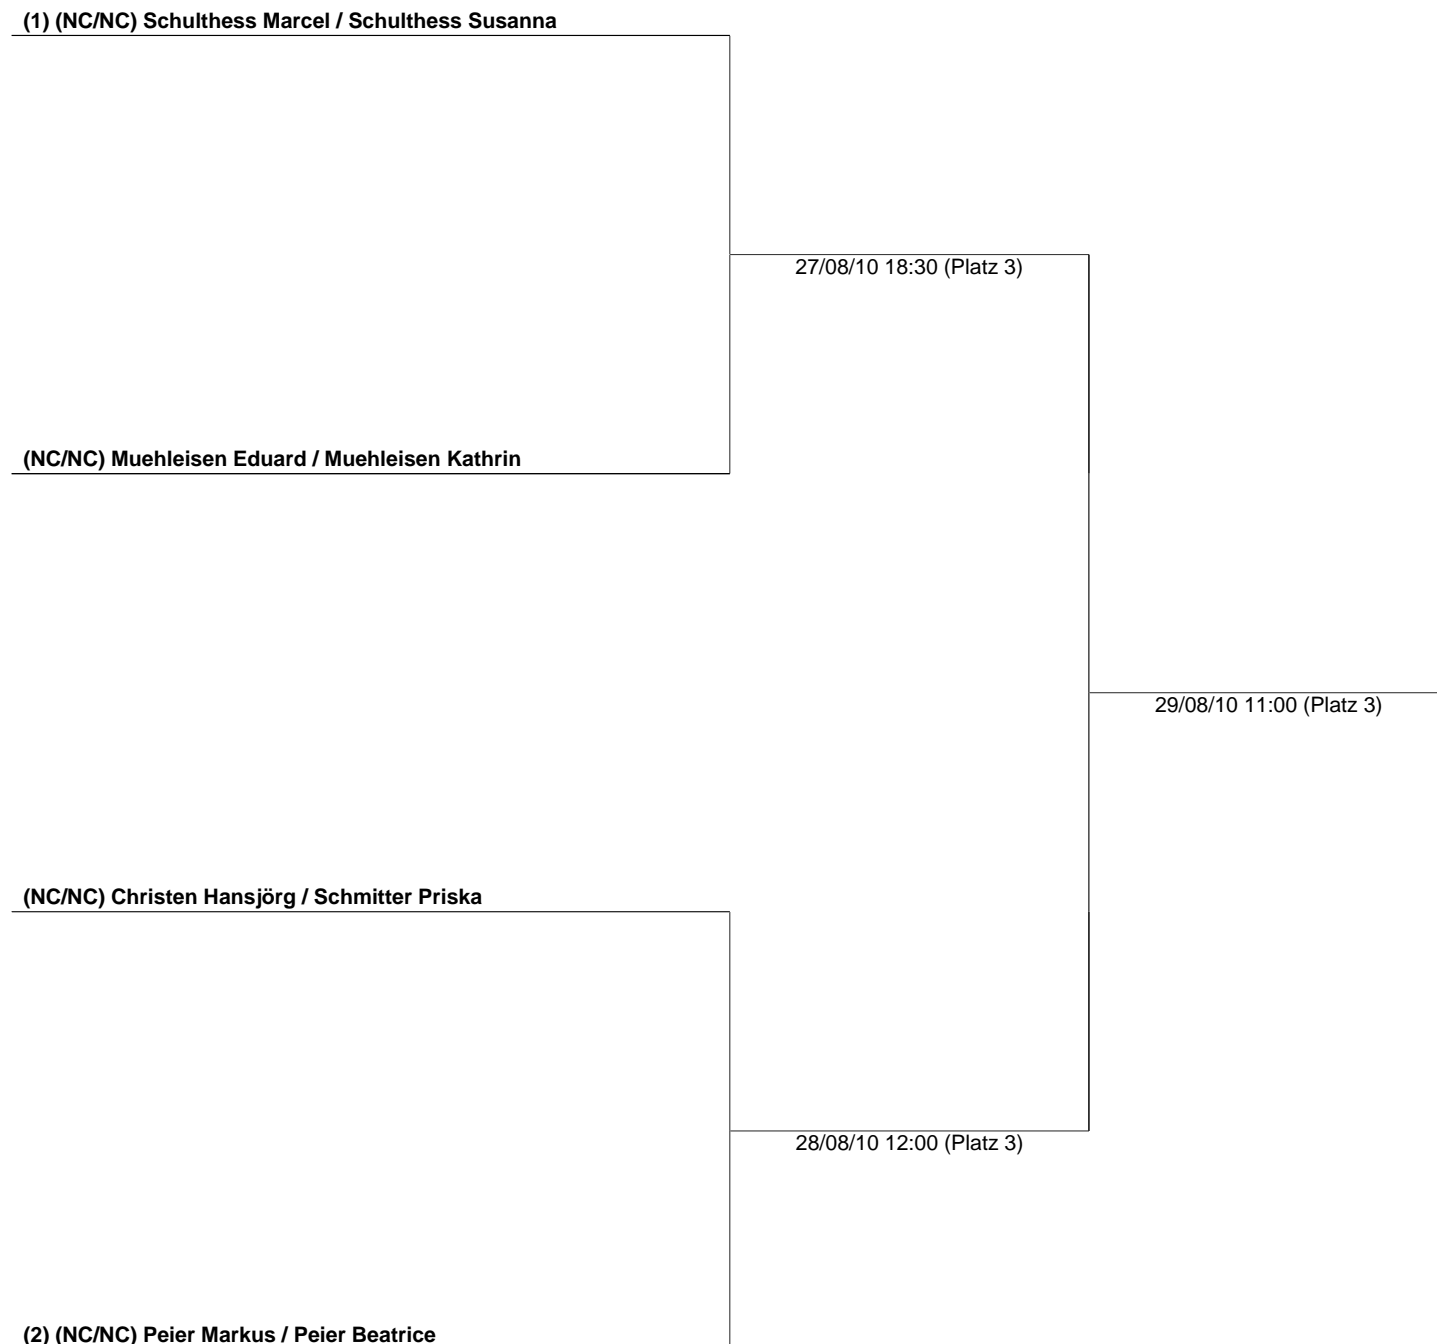 (1) (NC/NC) Schulthess Marcel / Schulthess Susanna
27/08/10 18:30 (Platz 3)
(NC/NC) Muehleisen Eduard / Muehleisen Kathrin
29/08/10 11:00 (Platz 3)
(NC/NC) Christen Hansjörg / Schmitter Priska
28/08/10 12:00 (Platz 3)
(2) (NC/NC) Peier Markus / Peier Beatrice